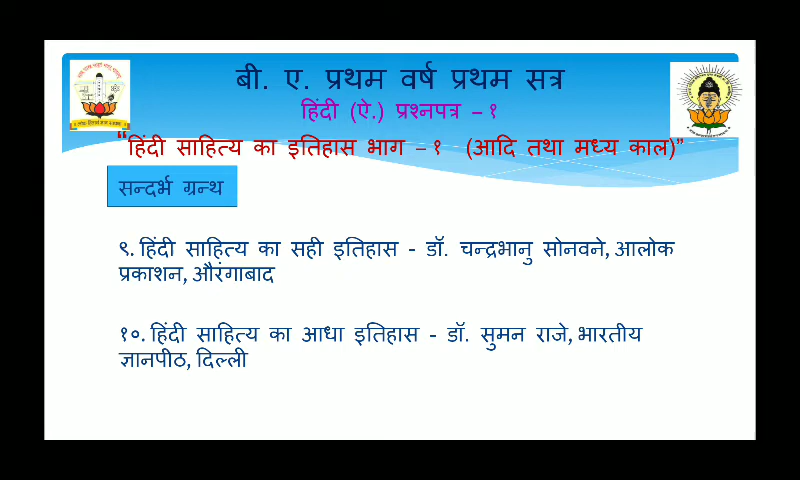 बी. ए. प्रथम वर्ष प्रथम सत्र
हिंदी (ऐ.) प्रश्नपत्र – १
“हिंदी साहित्य का इतिहास भाग – १ (आदि तथा मध्य काल)”
सन्दर्भ ग्रन्थ
९. हिंदी साहित्य का सही इतिहास - डॉ. चन्द्रभानु सोनवने, आलोक
प्रकाशन, औरंगाबाद
१०. हिंदी साहित्य का आधा इतिहास - डॉ. सुमन राजे, भारतीय
ज्ञानपीठ, दिल्ली